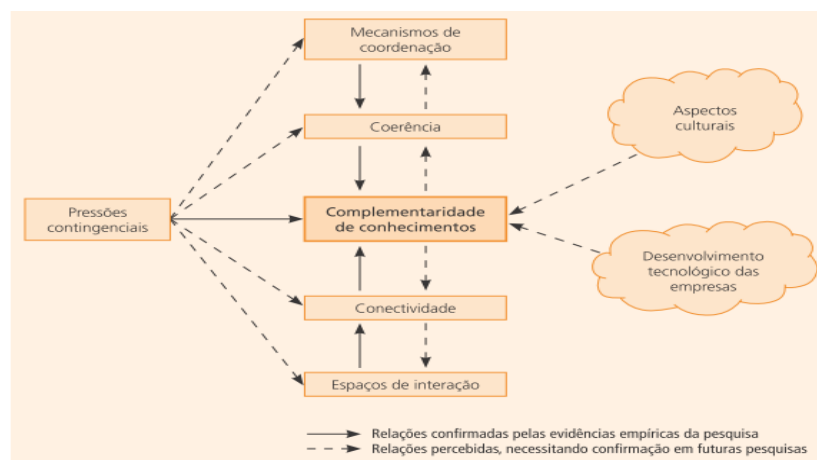 Mecanismos de
coordenação
Coerência
Aspectos
culturais
Pressões
contingenciais
Complementaridade
de conhecimentos
Desenvolvimento
tecnológico das
empresas
Conectividade
Espaços de interação
Relações confirmadas pelas evidências empíricas da pesquisa
Relações percebidas, necessitando confirmação em futuras pesquisas